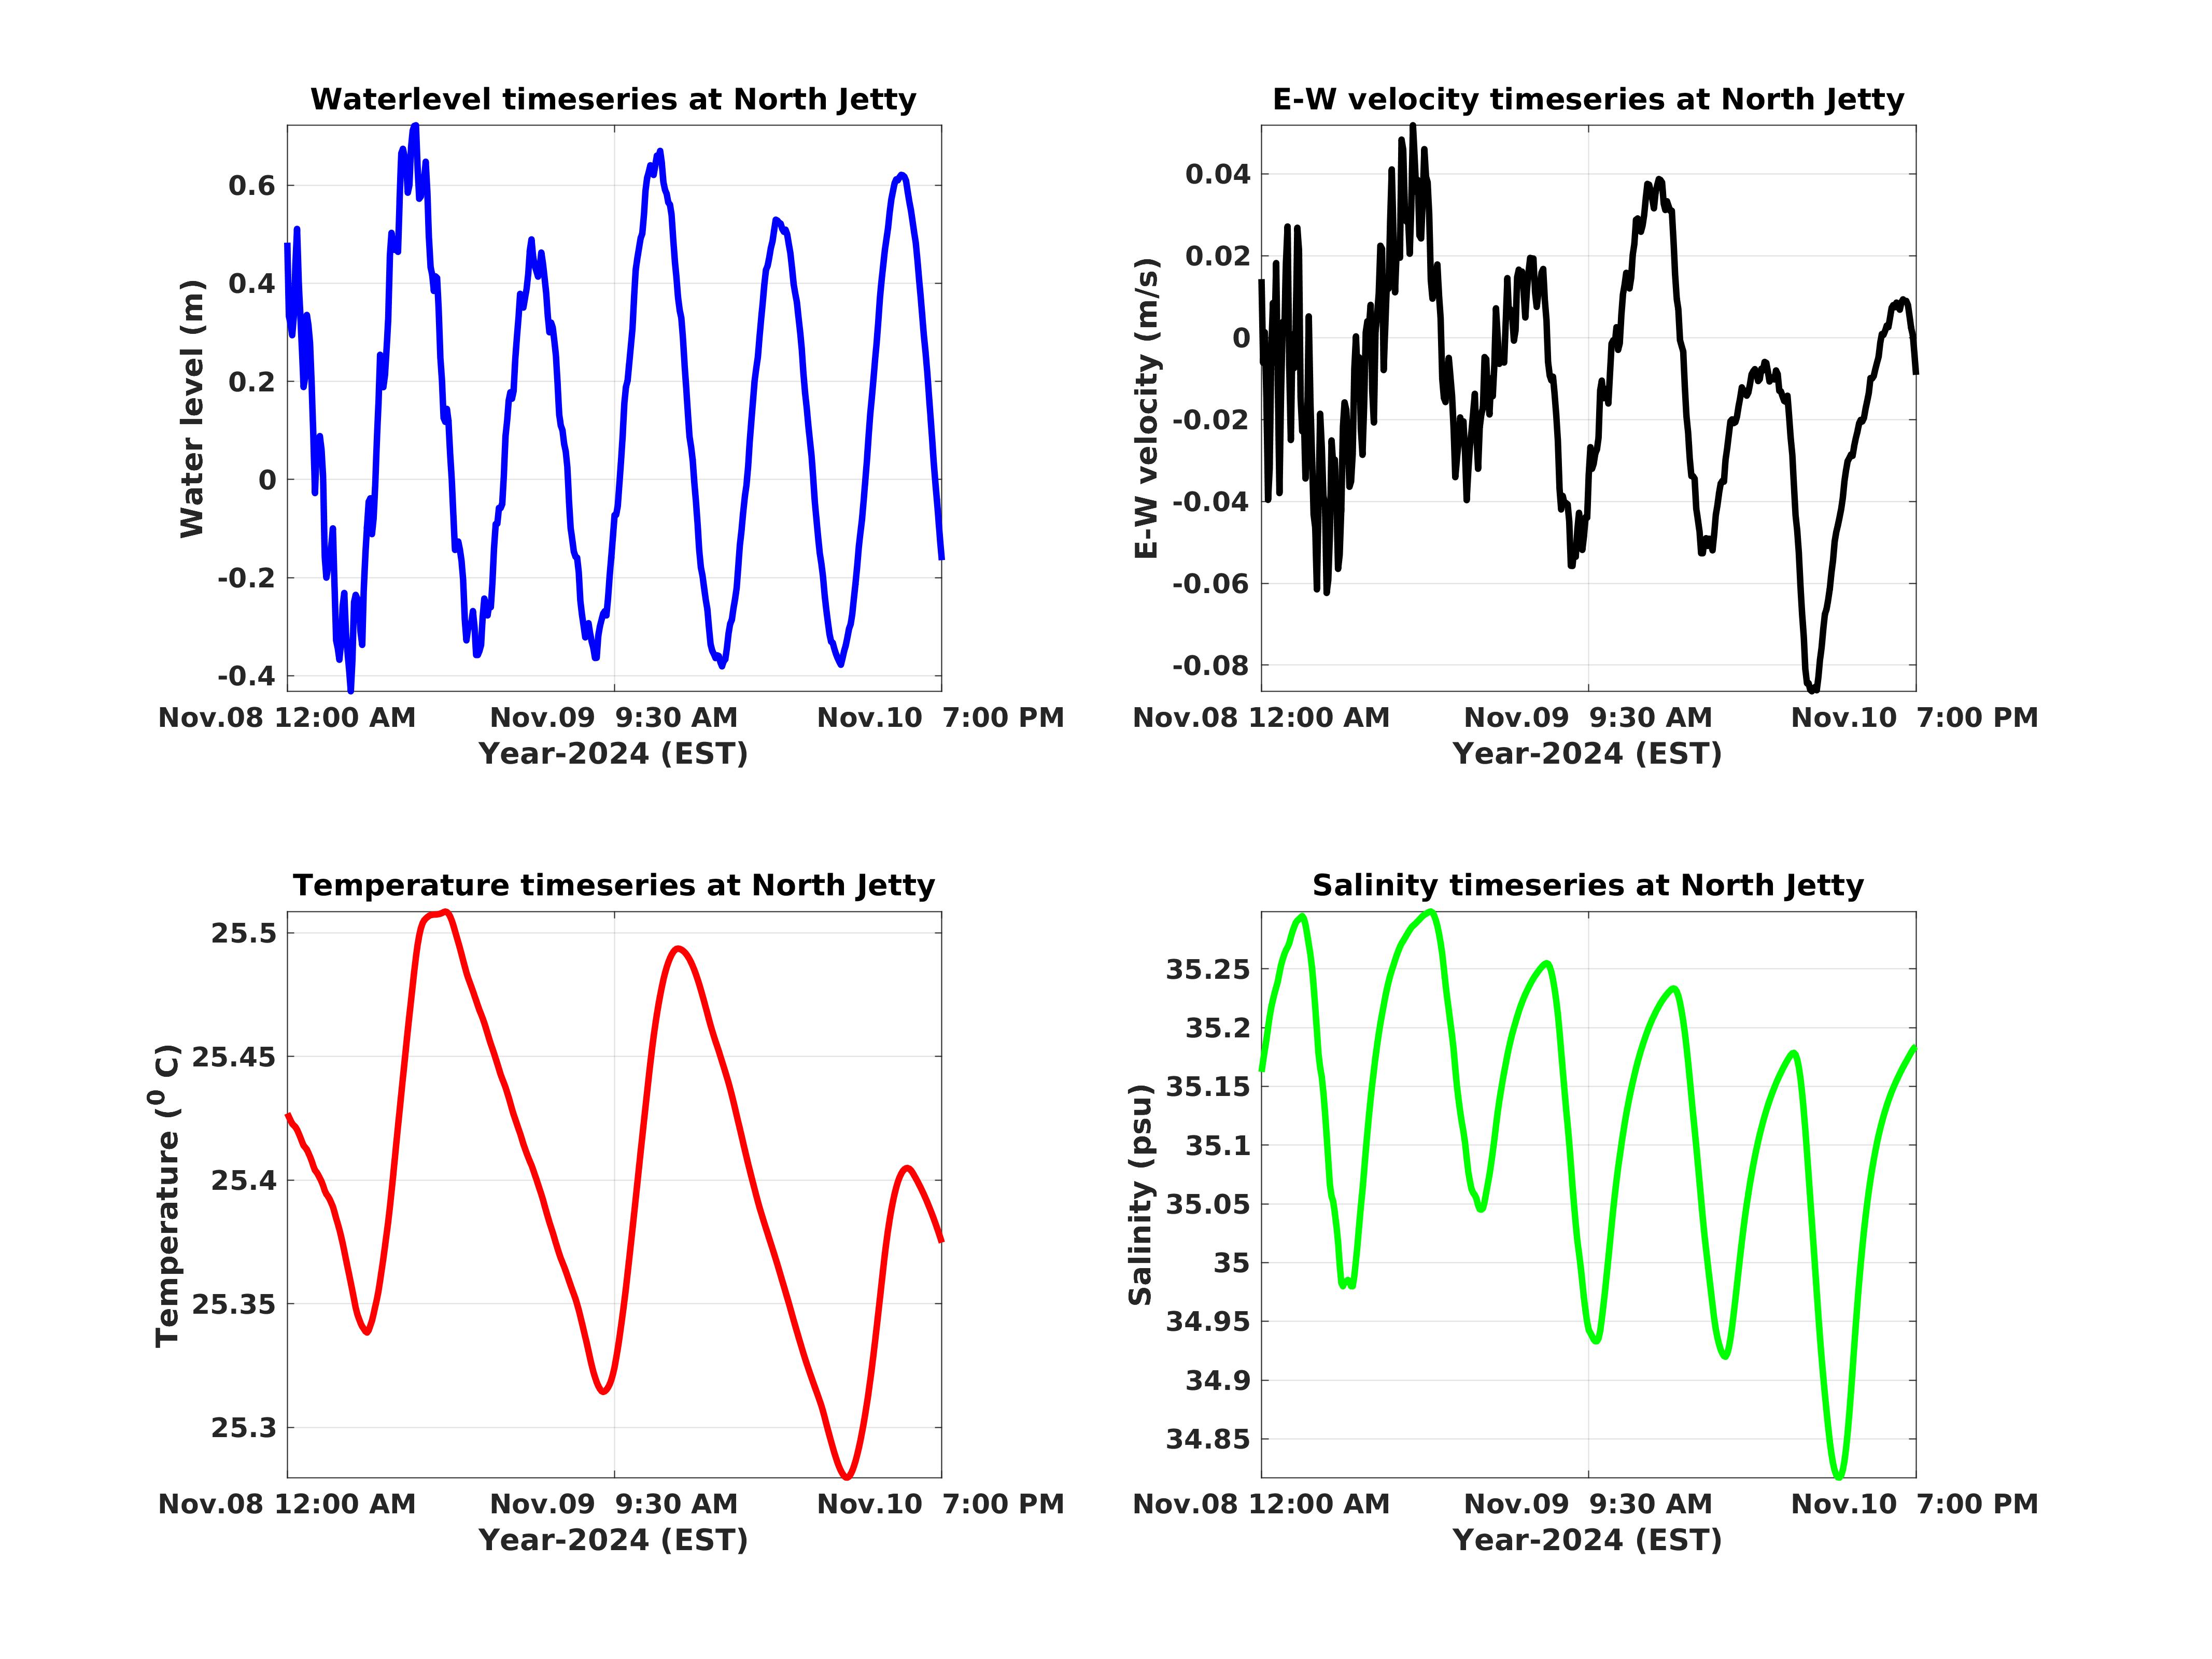 Waterlevel timeseries at North Jetty
Water level (m)
0.6
0.4
0.2
0
-0.2
-0.4
Nov.08 12:00 AM
Nov.09  9:30 AM
Nov.10  7:00 PM
Year-2024 (EST)
E-W velocity timeseries at North Jetty
E-W velocity (m/s)
0.04
0.02
0
-0.02
-0.04
-0.06
-0.08
Nov.08 12:00 AM
Nov.09  9:30 AM
Nov.10  7:00 PM
Year-2024 (EST)
Temperature timeseries at North Jetty
Temperature (⁰ C)
25.5
25.45
25.4
25.35
25.3
Nov.08 12:00 AM
Nov.09  9:30 AM
Nov.10  7:00 PM
Year-2024 (EST)
Salinity timeseries at North Jetty
Salinity (psu)
35.25
35.2
35.15
35.1
35.05
35
34.95
34.9
34.85
Nov.08 12:00 AM
Nov.09  9:30 AM
Nov.10  7:00 PM
Year-2024 (EST)